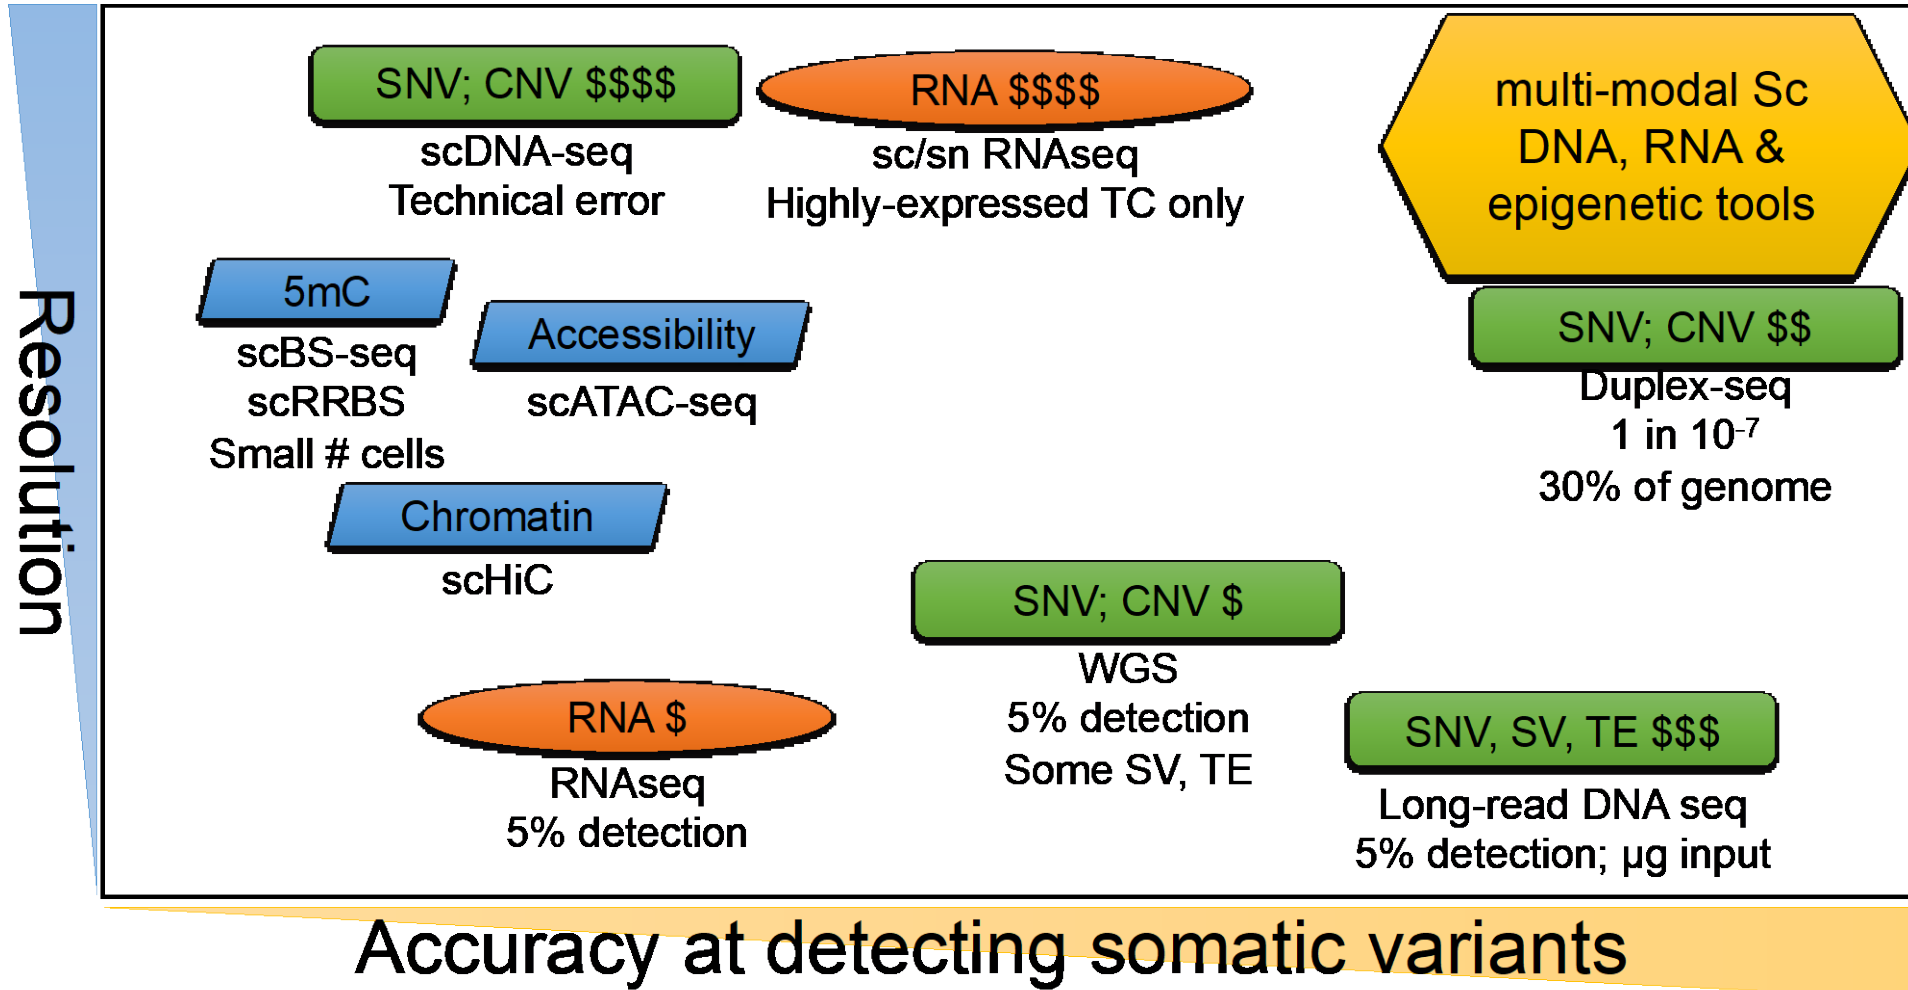 SNV; CNV $$$$
scDNA-seq
Technical error
RNA $$$$
sc/sn RNAseq
Highly-expressed TC only
multi-modal Sc
DNA, RNA &
epigenetic tools
5mC
scBS-seq
scRRBS
Small # cells
Accessibility
scATAC-seq
SNV; CNV $$
Duplex-seq
1 in 10⁻⁷
30% of genome
Chromatin
scHiC
SNV; CNV $
WGS
5% detection
Some SV, TE
RNA $
RNAseq
5% detection
SNV, SV, TE $$$
Long-read DNA seq
5% detection; µg input
Resolution
Accuracy at detecting somatic variants